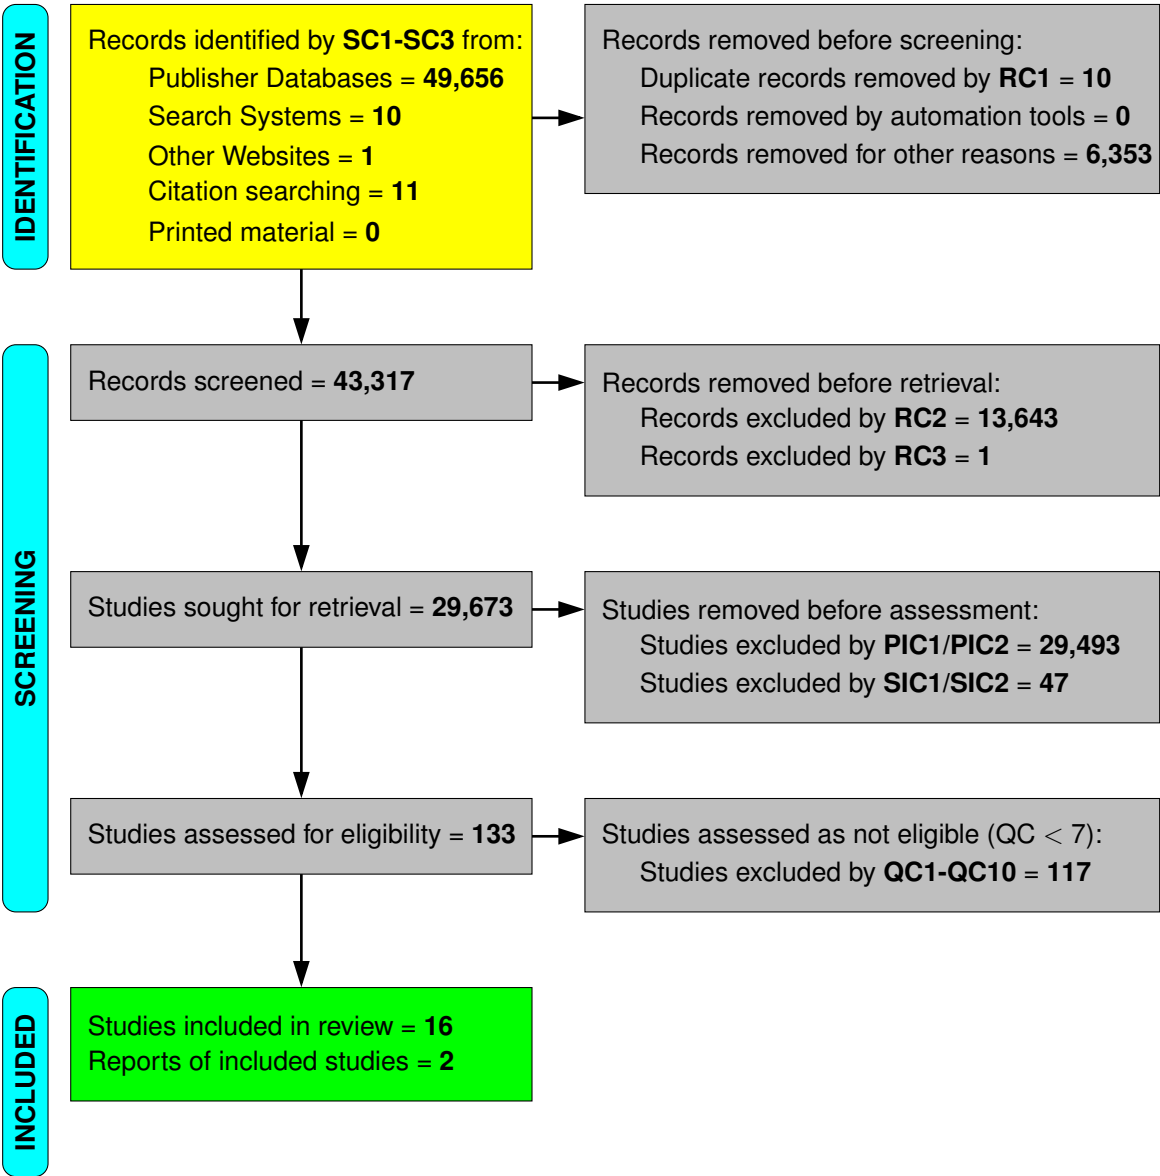 IDENTIFICATION
Records identified by SC1-SC3 from:
Publisher Databases = 49,656
Search Systems = 10
Other Websites = 1
Citation searching = 11
Printed material = 0
Records removed before screening:
Duplicate records removed by RC1 = 10
Records removed by automation tools = 0
Records removed for other reasons = 6,353
SCREENING
Records screened = 43,317
Records removed before retrieval:
Records excluded by RC2 = 13,643
Records excluded by RC3 = 1
Studies sought for retrieval = 29,673
Studies removed before assessment:
Studies excluded by PIC1/PIC2 = 29,493
Studies excluded by SIC1/SIC2 = 47
Studies assessed for eligibility = 133
Studies assessed as not eligible (QC < 7):
Studies excluded by QC1-QC10 = 117
INCLUDED
Studies included in review = 16
Reports of included studies = 2